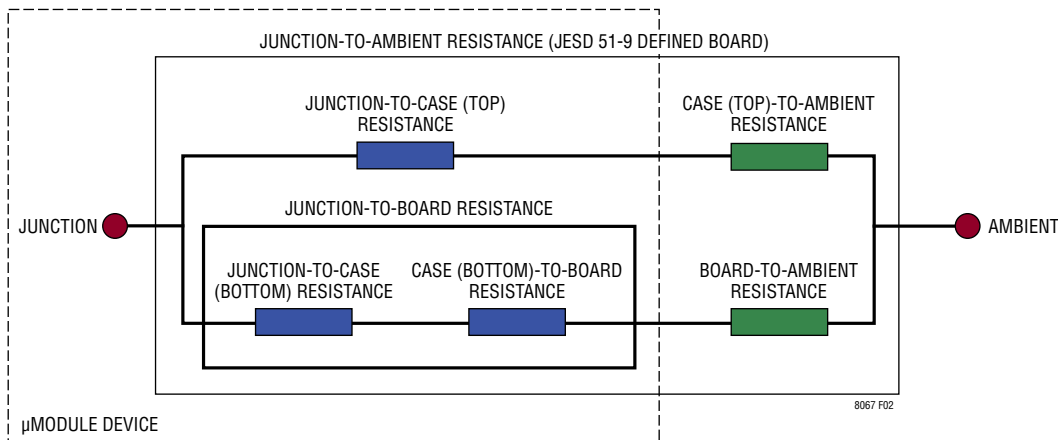 JUNCTION-TO-AMBIENT RESISTANCE (JESD 51-9 DEFINED BOARD)
JUNCTION-TO-CASE (TOP)
RESISTANCE
CASE (TOP)-TO-AMBIENT
RESISTANCE
JUNCTION-TO-BOARD RESISTANCE
JUNCTION
AMBIENT
JUNCTION-TO-CASE
(BOTTOM) RESISTANCE
CASE (BOTTOM)-TO-BOARD
RESISTANCE
BOARD-TO-AMBIENT
RESISTANCE
8067 F02
µMODULE DEVICE